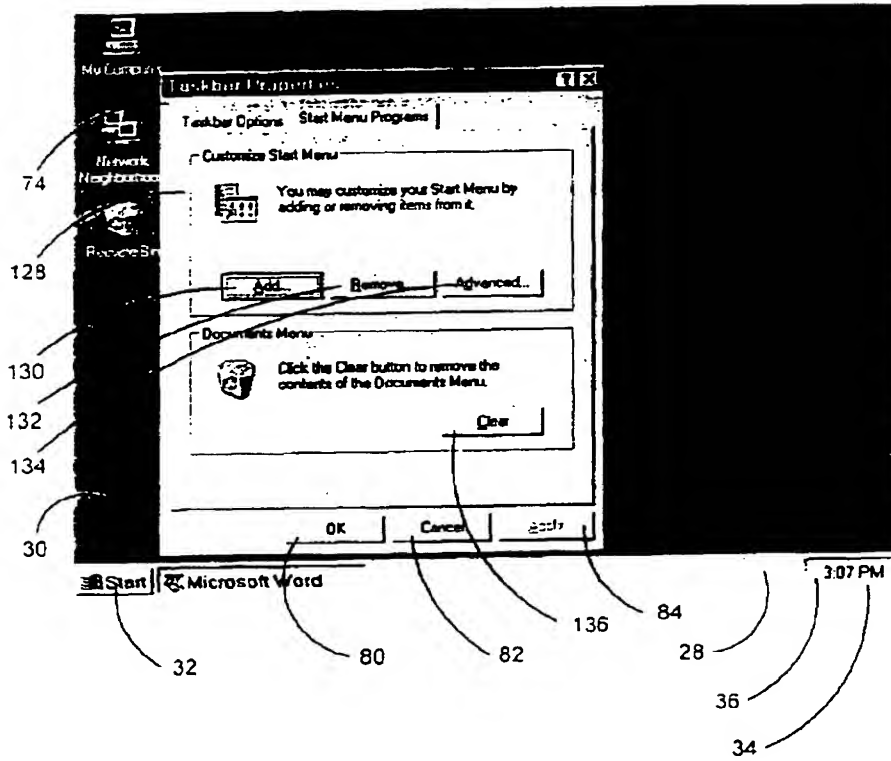 My Computer
Taskbar Properties
Taskbar Options
Start Menu Programs
Network
Neighborhood
74
Customize Start Menu
You may customize your Start Menu by
adding or removing items from it.
Recycle Bin
128
Add...
Remove...
Advanced...
Documents Menu
130
Click the Clear button to remove the
contents of the Documents Menu.
132
Clear
134
30
OK
Cancel
Apply
Start
Microsoft Word
3:07 PM
32
80
82
136
84
28
36
34